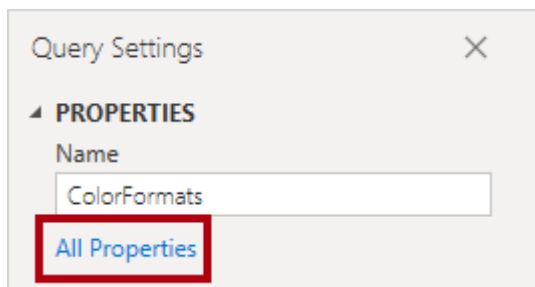 Query Settings
PROPERTIES
Name
ColorFormats
All Properties